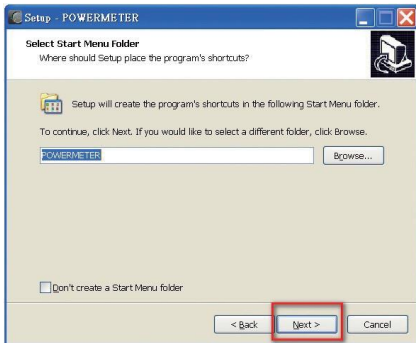 Setup - POWERMETER
Select Start Menu Folder
Where should Setup place the program's shortcuts?
Setup will create the program's shortcuts in the following Start Menu folder.
To continue, click Next. If you would like to select a different folder, click Browse.
POWERMETER
Browse...
Don't create a Start Menu folder
< Back Next > Cancel